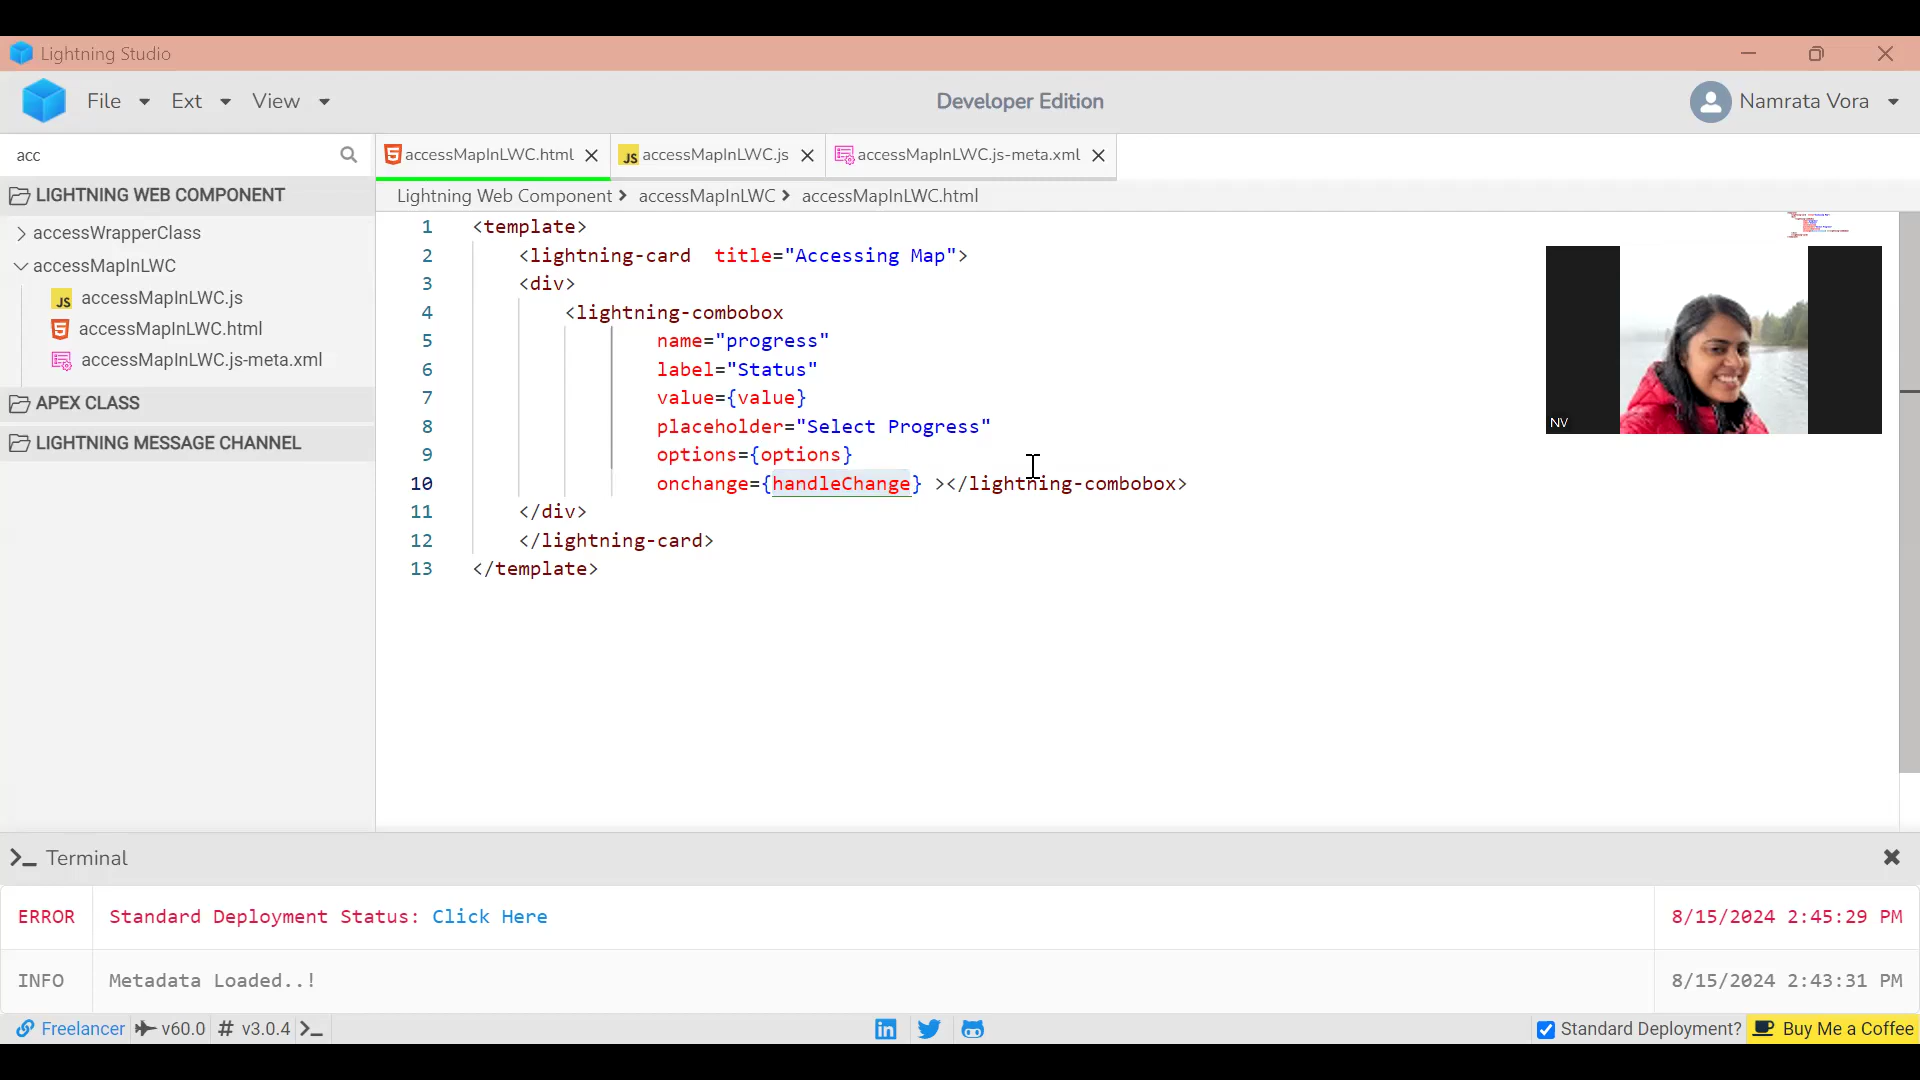 Lightning Studio
File Ext View Developer Edition Namrata Vora
acc
accessMapInLWC.html accessMapInLWC.js accessMapInLWC.js-meta.xml
LIGHTNING WEB COMPONENT
accessWrapperClass
accessMapInLWC
accessMapInLWC.js
accessMapInLWC.html
accessMapInLWC.js-meta.xml
APEX CLASS
LIGHTNING MESSAGE CHANNEL
Lightning Web Component > accessMapInLWC > accessMapInLWC.html
1 <template>
2 <lightning-card title="Accessing Map">
3 <div>
4 <lightning-combobox
5 name="progress"
6 label="Status"
7 value={value}
8 placeholder="Select Progress"
9 options={options}
10 onchange={handleChange} ></lightning-combobox>
11 </div>
12 </lightning-card>
13 </template>
NV
Terminal
ERROR Standard Deployment Status: Click Here 8/15/2024 2:45:29 PM
INFO Metadata Loaded..! 8/15/2024 2:43:31 PM
Freelancer v60.0 # v3.0.4 Standard Deployment? Buy Me a Coffee